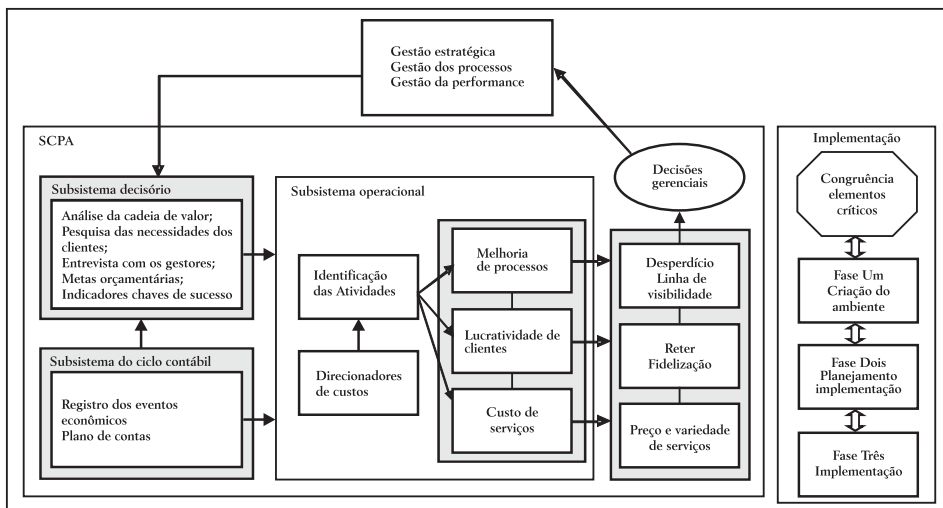 Gestão estratégica
Gestão dos processos
Gestão da performance
SCPA
Subsistema decisório
Análise da cadeia de valor;
Pesquisa das necessidades dos
clientes;
Entrevista com os gestores;
Metas orçamentárias;
Indicadores chaves de sucesso
Subsistema do ciclo contábil
Registro dos eventos
econômicos
Plano de contas
Subsistema operacional
Identificação
das Atividades
Direcionadores
de custos
Melhoria
de processos
Lucratividade de
clientes
Custo de
serviços
Decisões
gerenciais
Desperdício
Linha de
visibilidade
Reter
Fidelização
Preço e variedade
de serviços
Implementação
Congruência
elementos
críticos
Fase Um
Criação do
ambiente
Fase Dois
Planejamento
implementação
Fase Três
Implementação